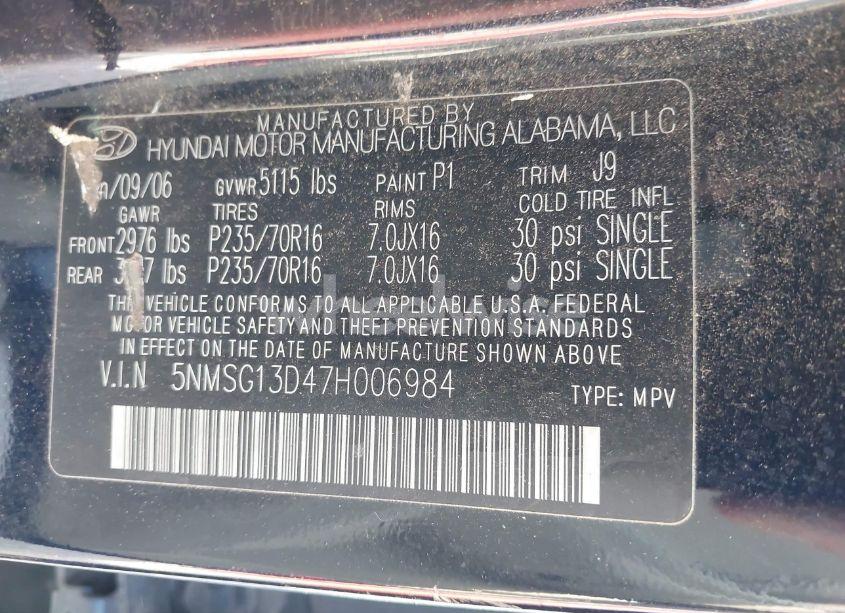 MANUFACTURED BY
HYUNDAI MOTOR MANUFACTURING ALABAMA, LLC
/09/06 GVWR 5115 lbs PAINT P1 TRIM J9
GAWR TIRES RIMS COLD TIRE INFL
FRONT 2976 lbs P235/70R16 7.0JX16 30 psi SINGLE
REAR lbs P235/70R16 7.0JX16 30 psi SINGLE
VEHICLE CONFORMS TO ALL APPLICABLE U.S.A. FEDERAL
VEHICLE SAFETY AND THEFT PREVENTION STANDARDS
IN EFFECT ON THE DATE OF MANUFACTURE SHOWN ABOVE
V.I.N 5NMSG13D47H006984 TYPE: MPV